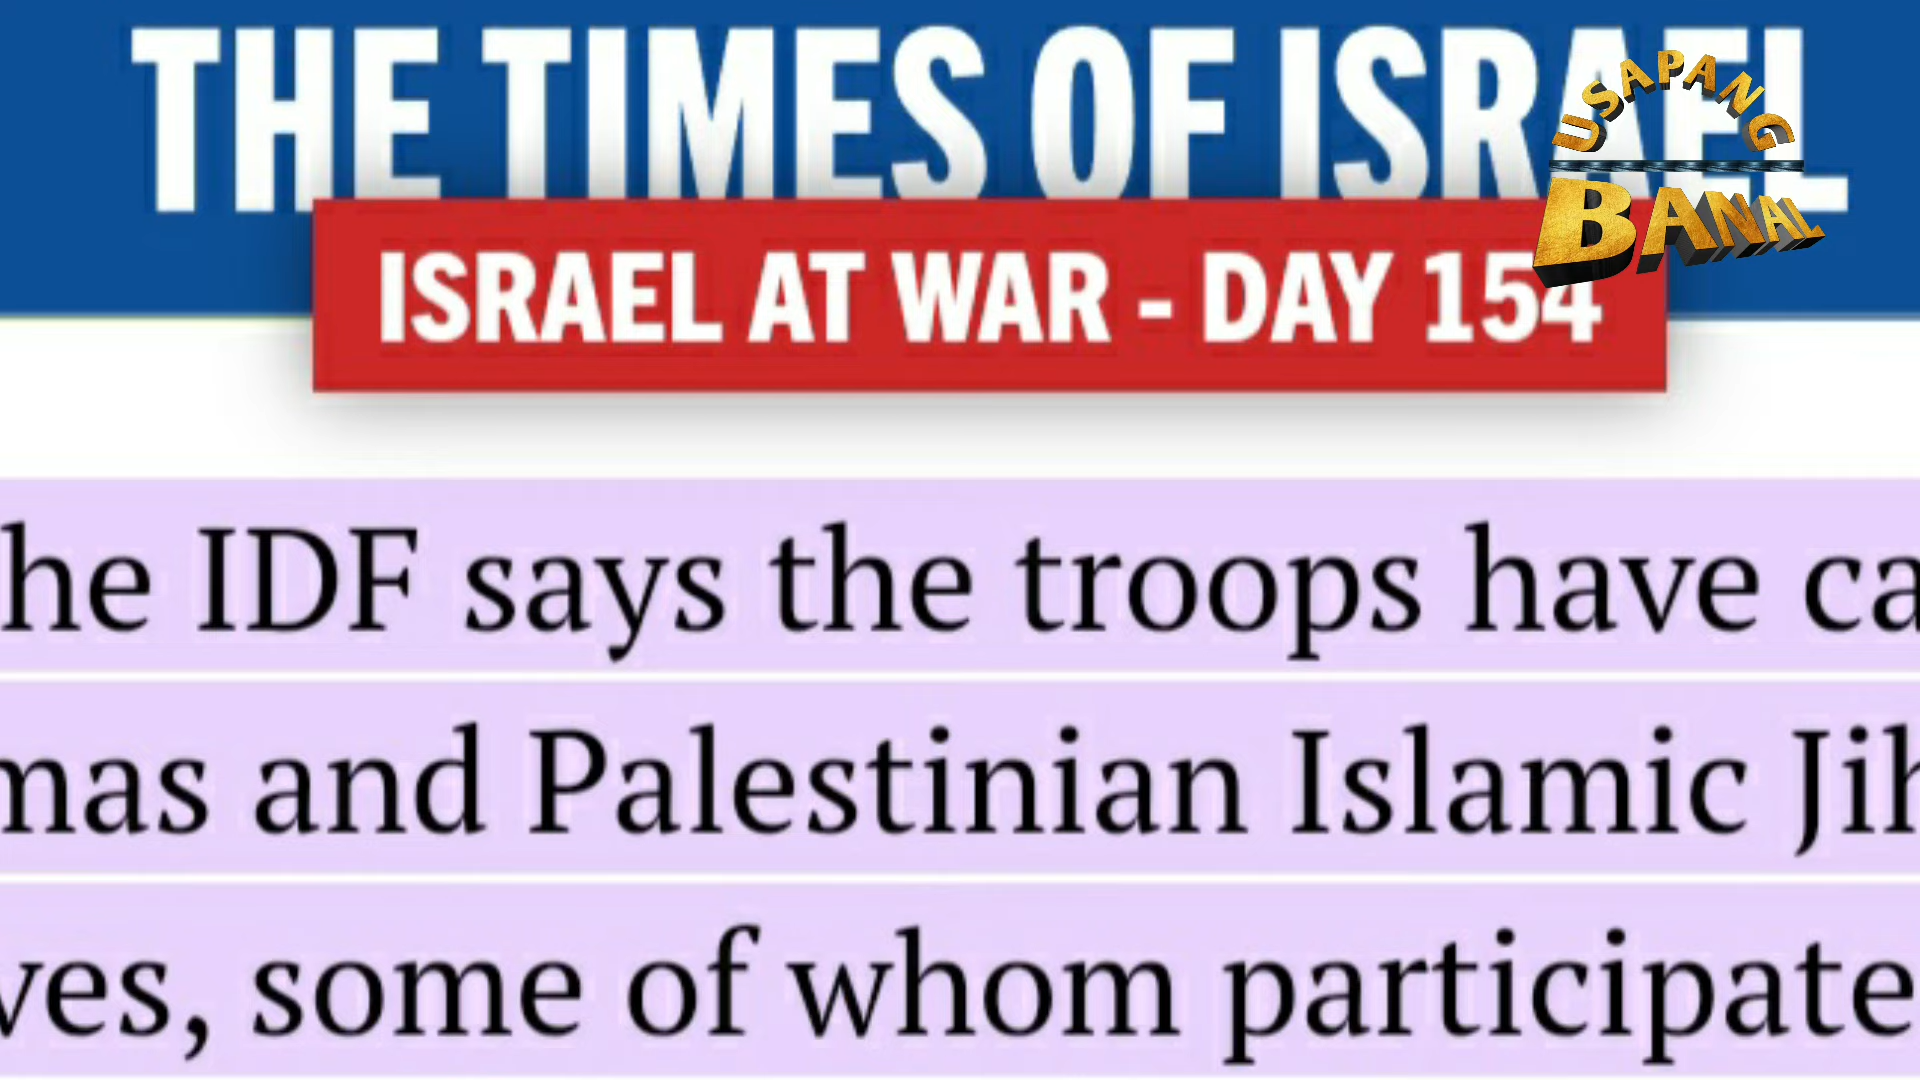 THE TIMES OF ISRAEL
USAPANG
BANAL
ISRAEL AT WAR - DAY 154
he IDF says the troops have ca
mas and Palestinian Islamic Jih
ves, some of whom participate